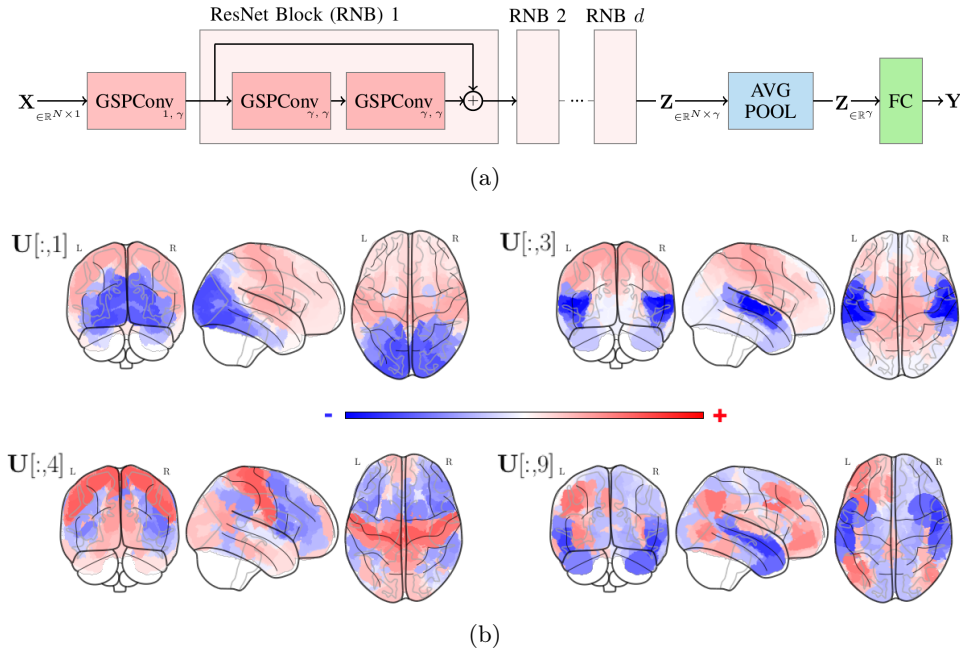 ResNet Block (RNB) 1 RNB 2 RNB d
X ∈ℝ^{N×1} GSPConv 1, γ GSPConv γ, γ GSPConv γ, γ + ... Z ∈ℝ^{N×γ} AVG POOL Z ∈ℝ^γ FC Y
(a)
U[:,1] L R L R U[:,3] L R L R
- +
U[:,4] L R L R U[:,9] L R L R
(b)